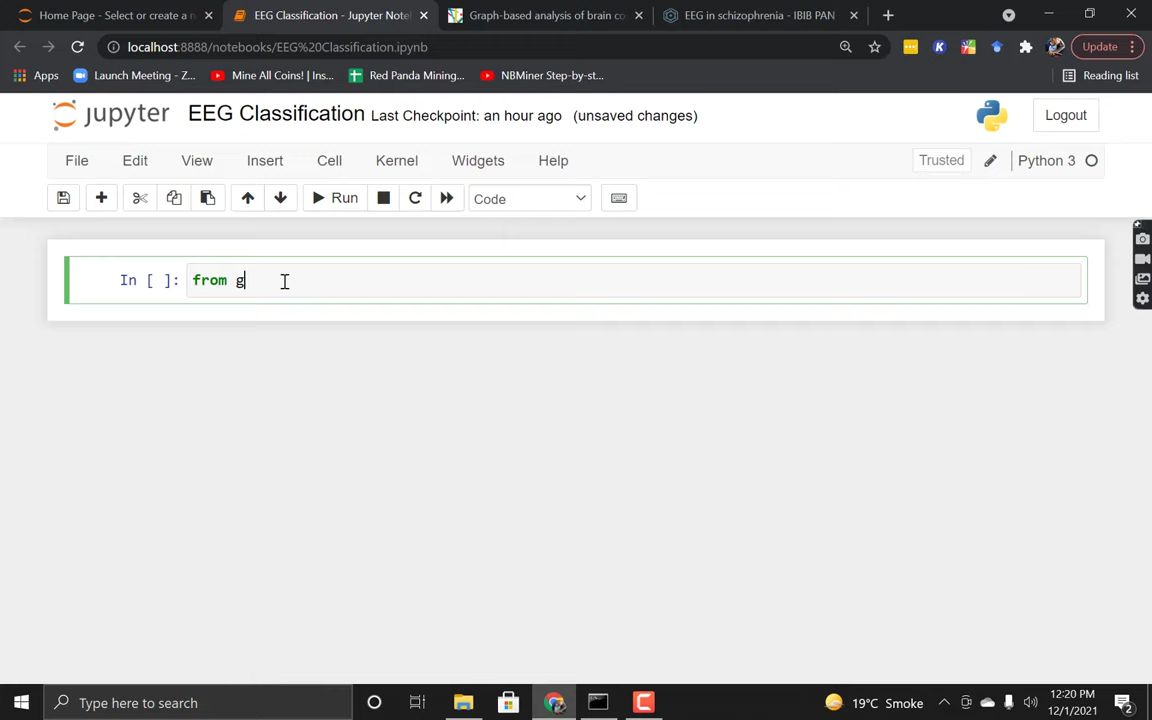 Home Page - Select or create a n
EEG Classification - Jupyter Note
Graph-based analysis of brain co
EEG in schizophrenia - IBIB PAN
localhost:8888/notebooks/EEG%20Classification.ipynb
K
Update
Apps
Launch Meeting - Z...
Mine All Coins! | Ins...
Red Panda Mining...
NBMiner Step-by-st...
Reading list
jupyter EEG Classification Last Checkpoint: an hour ago (unsaved changes)
Logout
File Edit View Insert Cell Kernel Widgets Help
Trusted
Python 3
Run
Code
In [ ]: from g
Type here to search
19°C Smoke
12:20 PM
12/1/2021
2